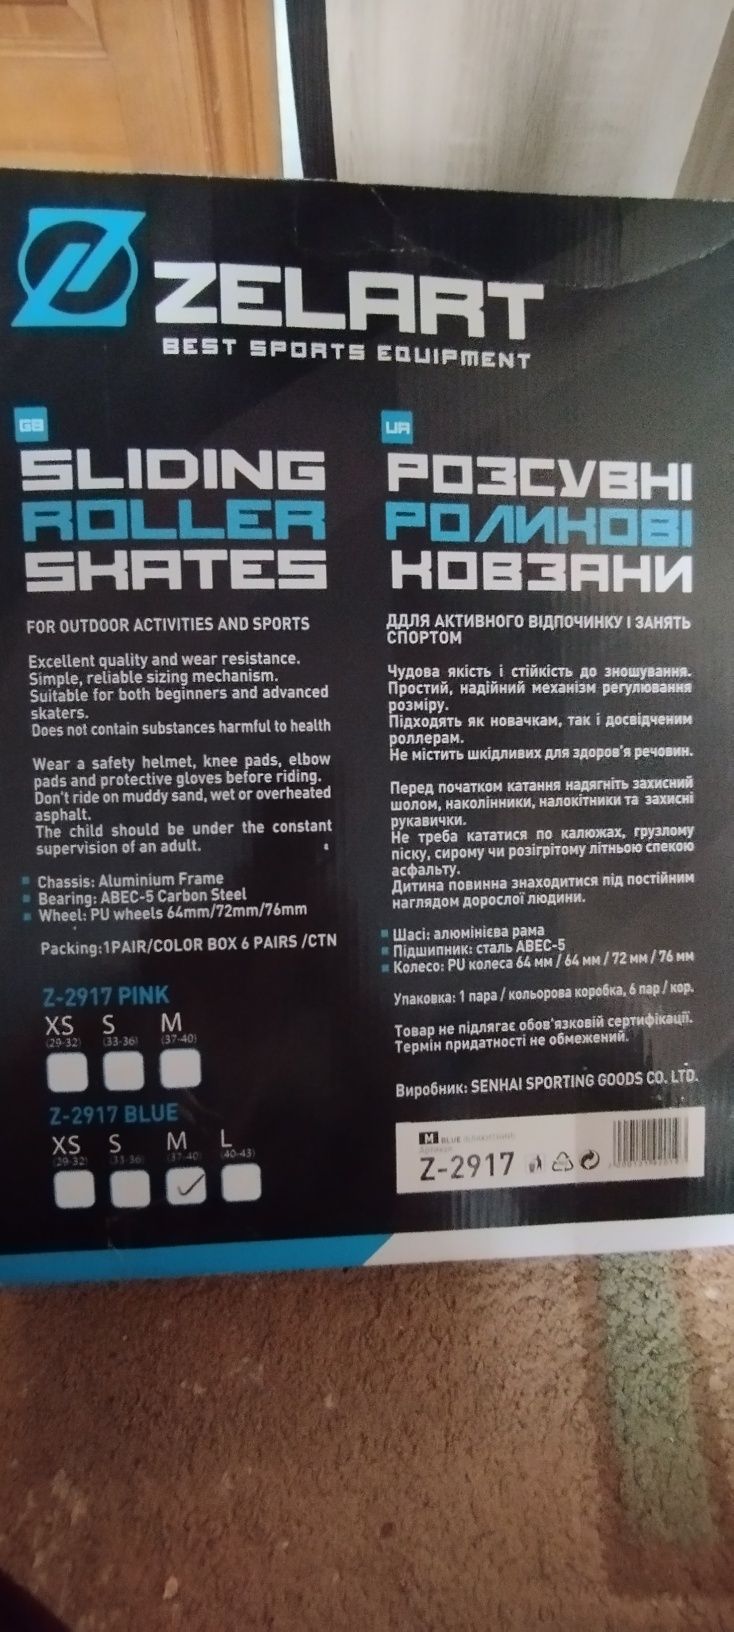 ZELART
BEST SPORTS EQUIPMENT
GB
SLIDING
ROLLER
SKATES
FOR OUTDOOR ACTIVITIES AND SPORTS
Excellent quality and wear resistance.
Simple, reliable sizing mechanism.
Suitable for both beginners and advanced
skaters.
Does not contain substances harmful to health
Wear a safety helmet, knee pads, elbow
pads and protective gloves before riding.
Don't ride on muddy sand, wet or overheated
asphalt.
The child should be under the constant
supervision of an adult.
Chassis: Aluminium Frame
Bearing: ABEC-5 Carbon Steel
Wheel: PU wheels 64mm/72mm/76mm
Packing:1PAIR/COLOR BOX 6 PAIRS /CTN
Z-2917 PINK
XS S M
(29-32) (33-36) (37-40)
Z-2917 BLUE
XS S M L
(29-32) (33-36) (37-40) (40-43)
UA
РОЗСУВНІ
РОЛИКОВІ
КОВЗАНИ
ДДЛЯ АКТИВНОГО ВІДПОЧИНКУ І ЗАНЯТЬ
СПОРТОМ
Чудова якість і стійкість до зношування.
Простий, надійний механізм регулювання
розміру.
Підходять як новачкам, так і досвідченим
роллерам.
Не містить шкідливих для здоров'я речовин.
Перед початком катання надягніть захисний
шолом, наколінники, налокітники та захисні
рукавички.
Не треба кататися по калюжах, грузлому
піску, сирому чи розігрітому літньою спекою
асфальту.
Дитина повинна знаходитися під постійним
наглядом дорослої людини.
Шасі: алюмінієва рама
Підшипник: сталь ABEC-5
Колесо: PU колеса 64 мм / 64 мм / 72 мм / 76 мм
Упаковка: 1 пара / кольорова коробка, 6 пар / кор.
Товар не підлягає обов'язковій сертифікації.
Термін придатності не обмежений.
Виробник: SENHAI SPORTING GOODS CO. LTD.
M BLUE
Артикул
Z-2917